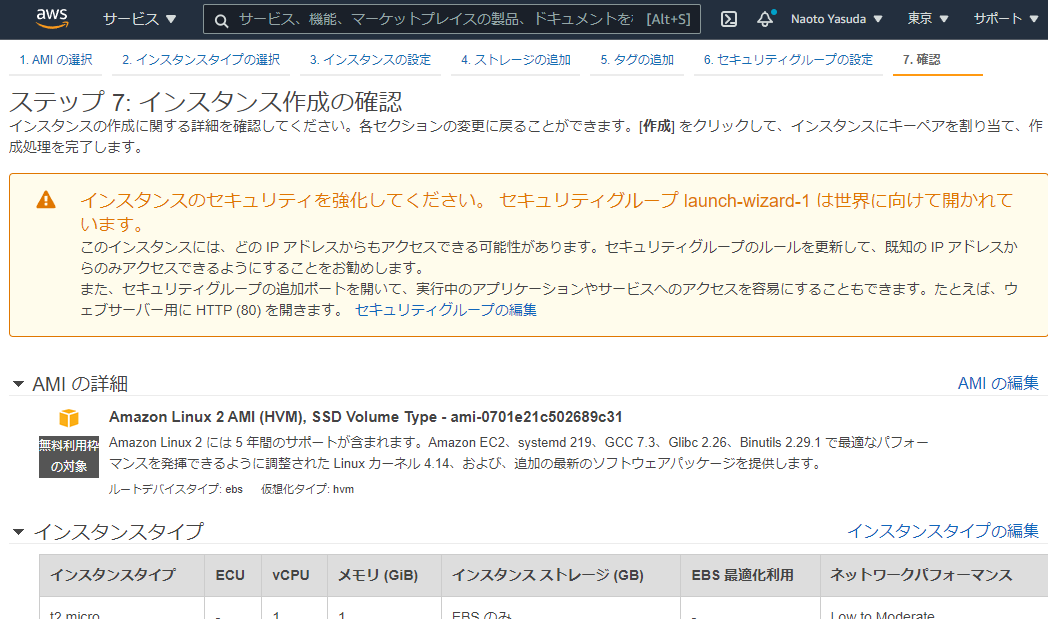 aws サービス サービス、機能、マーケットプレイスの製品、ドキュメントを [Alt+S] Naoto Yasuda 東京 サポート
1. AMI の選択 2. インスタンスタイプの選択 3. インスタンスの設定 4. ストレージの追加 5. タグの追加 6. セキュリティグループの設定 7. 確認
ステップ 7: インスタンス作成の確認
インスタンスの作成に関する詳細を確認してください。各セクションの変更に戻ることができます。[作成] をクリックして、インスタンスにキーペアを割り当て、作
成処理を完了します。
インスタンスのセキュリティを強化してください。 セキュリティグループ launch-wizard-1 は世界に向けて開かれて
います。
このインスタンスには、どの IP アドレスからもアクセスできる可能性があります。セキュリティグループのルールを更新して、既知の IP アドレスか
らのみアクセスできるようにすることをお勧めします。
また、セキュリティグループの追加ポートを開いて、実行中のアプリケーションやサービスへのアクセスを容易にすることもできます。たとえば、ウ
ェブサーバー用に HTTP (80) を開きます。 セキュリティグループの編集
AMI の詳細 AMI の編集
Amazon Linux 2 AMI (HVM), SSD Volume Type - ami-0701e21c502689c31
無料利用枠
の対象
Amazon Linux 2 には 5 年間のサポートが含まれます。Amazon EC2、systemd 219、GCC 7.3、Glibc 2.26、Binutils 2.29.1 で最適なパフォー
マンスを発揮できるように調整された Linux カーネル 4.14、および、追加の最新のソフトウェアパッケージを提供します。
ルートデバイスタイプ: ebs 仮想化タイプ: hvm
インスタンスタイプ インスタンスタイプの編集
インスタンスタイプ ECU vCPU メモリ (GiB) インスタンス ストレージ (GB) EBS 最適化利用 ネットワークパフォーマンス
t2.micro - 1 1 EBS のみ - Low to Moderate